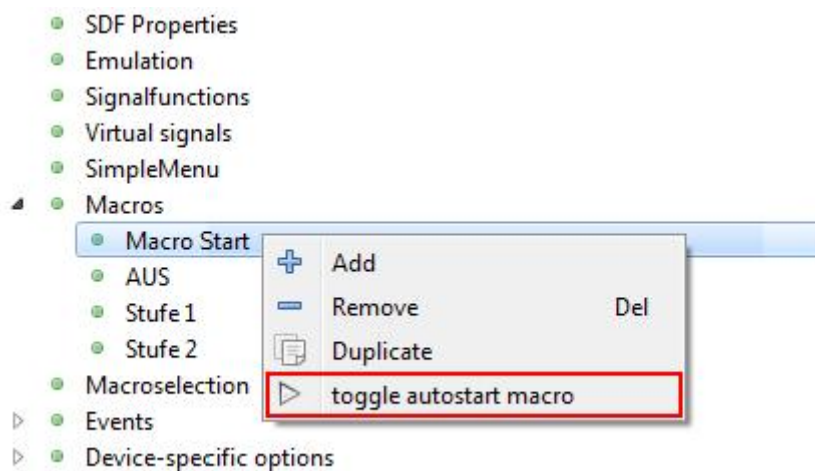 SDF Properties
Emulation
Signalfunctions
Virtual signals
SimpleMenu
Macros
Macro Start
AUS
Stufe 1
Stufe 2
Macroselection
Events
Device-specific options
Add
Remove Del
Duplicate
toggle autostart macro